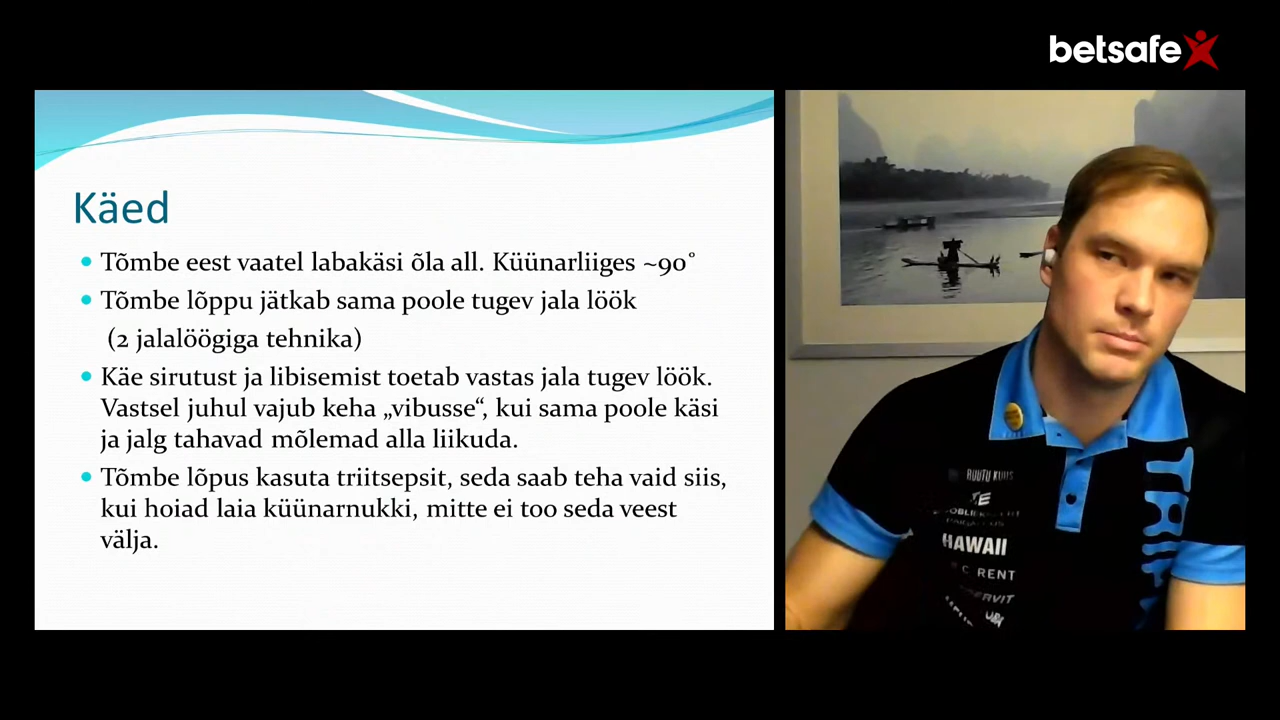 betsafe
Käed
Tõmbe eest vaatel labakäsi õla all. Küünarliiges ~90°
Tõmbe lõppu jätkab sama poole tugev jala löök
(2 jalalöögiga tehnika)
Käe sirutust ja libisemist toetab vastas jala tugev löök.
Vastsel juhul vajub keha „vibusse“, kui sama poole käsi
ja jalg tahavad mõlemad alla liikuda.
Tõmbe lõpus kasuta triitsepsit, seda saab teha vaid siis,
kui hoiad laia küünarnukki, mitte ei too seda veest
välja.
HAWAII
RENT